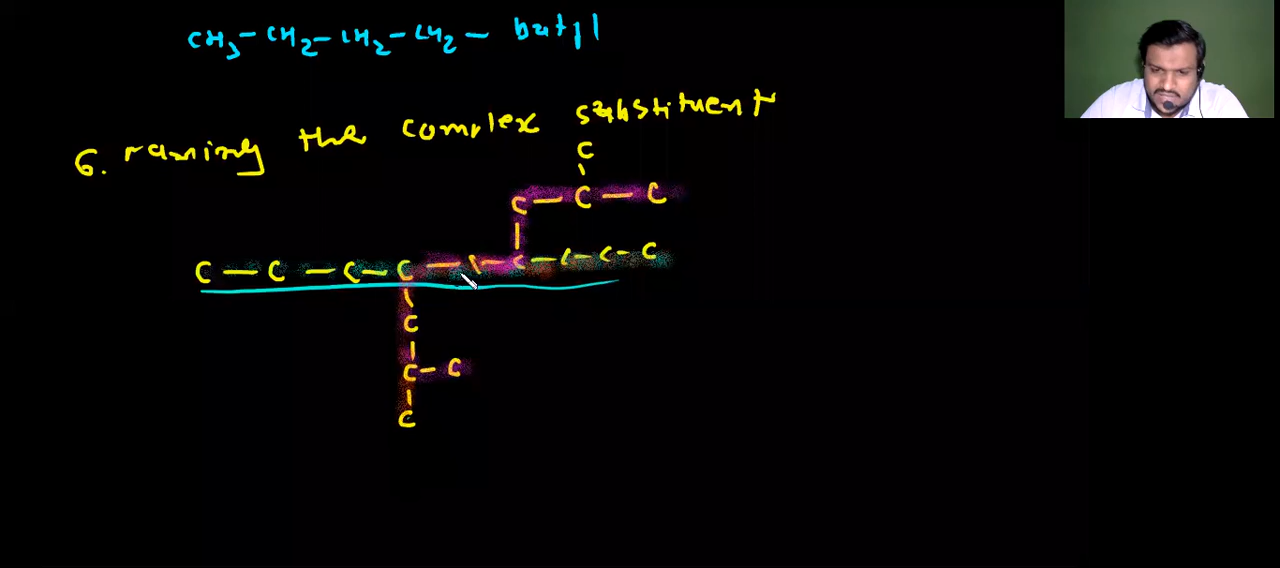 CH3-CH2-CH2-CH2- butyl
6. naming the complex substituent
C
C-C-C
C-C-C-C-C-C-C-C-C
C
C-C
C